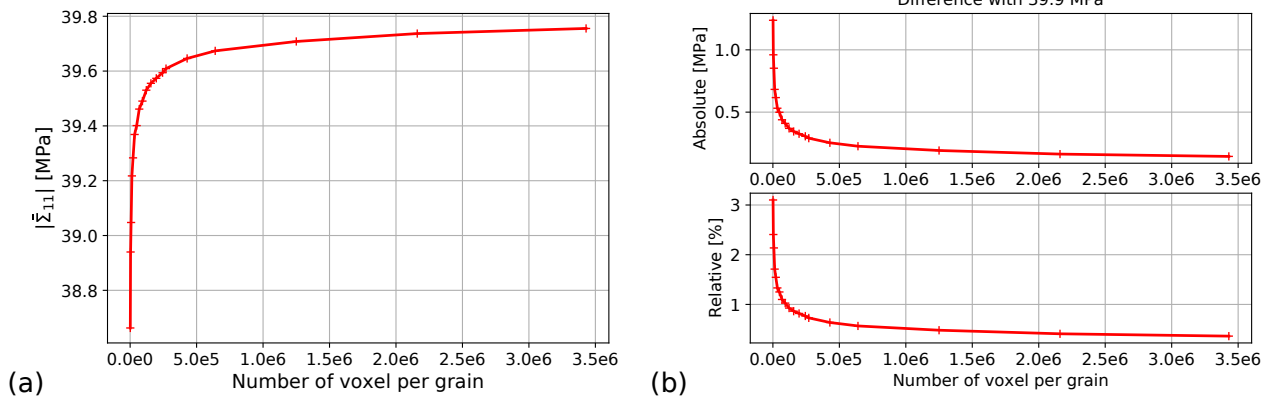 39.8
39.6
39.4
39.2
39.0
38.8
|Σ̄₁₁| [MPa]
0.0e0 5.0e5 1.0e6 1.5e6 2.0e6 2.5e6 3.0e6 3.5e6
Number of voxel per grain
(a)
Difference with 39.9 MPa
1.0
0.5
Absolute [MPa]
0.0e0 5.0e5 1.0e6 1.5e6 2.0e6 2.5e6 3.0e6 3.5e6
3
2
1
Relative [%]
0.0e0 5.0e5 1.0e6 1.5e6 2.0e6 2.5e6 3.0e6 3.5e6
Number of voxel per grain
(b)